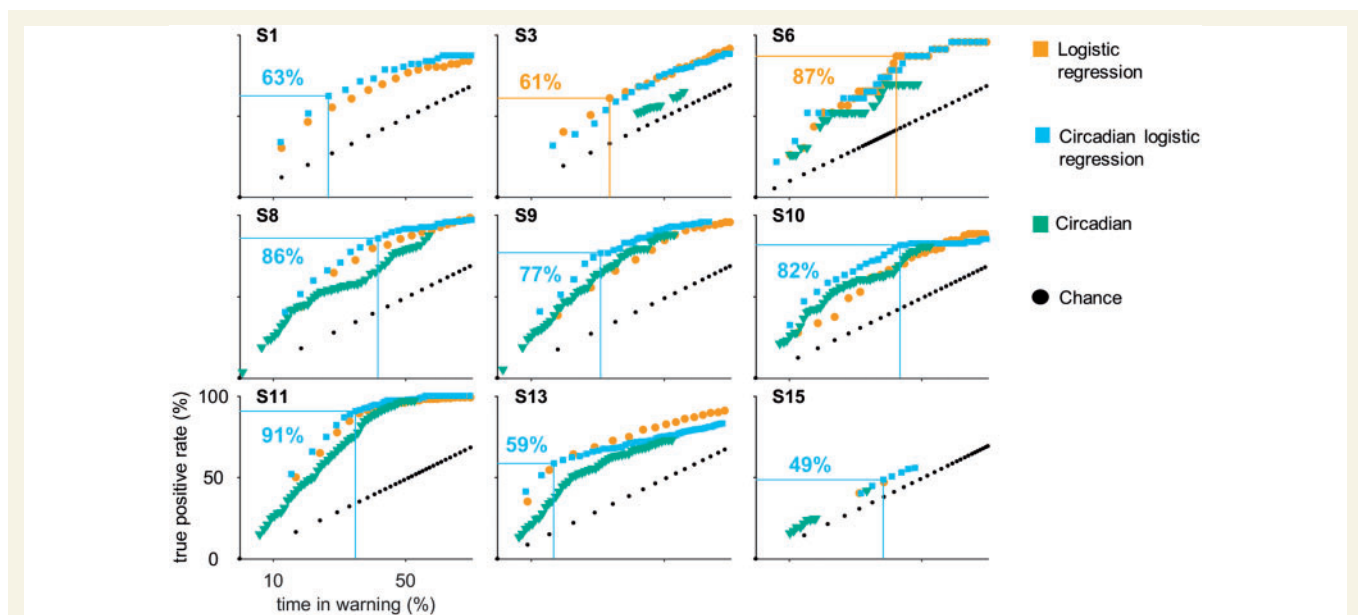 S1
63%
S3
61%
S6
87%
Logistic
regression
Circadian logistic
regression
Circadian
Chance
S8
86%
S9
77%
S10
82%
true positive rate (%)
100
50
0
S11
91%
10
50
time in warning (%)
S13
59%
S15
49%